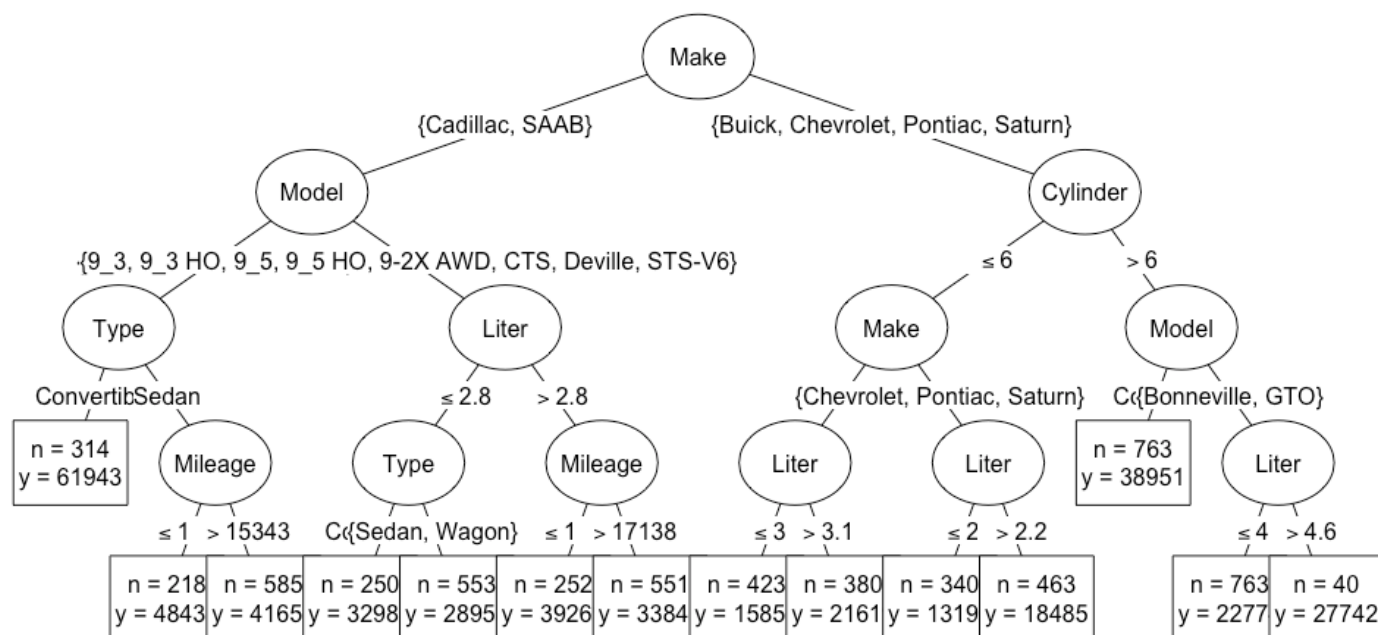 Make
{Cadillac, SAAB}
{Buick, Chevrolet, Pontiac, Saturn}
Model
Cylinder
{9_3, 9_3 HO, 9_5, 9_5 HO, 9-2X AWD, CTS, Deville, STS-V6}
≤ 6
> 6
Type
Liter
Make
Model
Convertib
Sedan
≤ 2.8
> 2.8
{Chevrolet, Pontiac, Saturn}
{Bonneville, GTO}
n = 314
y = 61943
Mileage
Type
Mileage
Liter
Liter
n = 763
y = 38951
Liter
≤ 1
> 15343
{Sedan, Wagon}
≤ 1
> 17138
≤ 3
> 3.1
≤ 2
> 2.2
≤ 4
> 4.6
n = 218
y = 4843
n = 585
y = 4165
n = 250
y = 3298
n = 553
y = 2895
n = 252
y = 3926
n = 551
y = 3384
n = 423
y = 1585
n = 380
y = 2161
n = 340
y = 1319
n = 463
y = 18485
n = 763
y = 2277
n = 40
y = 27742